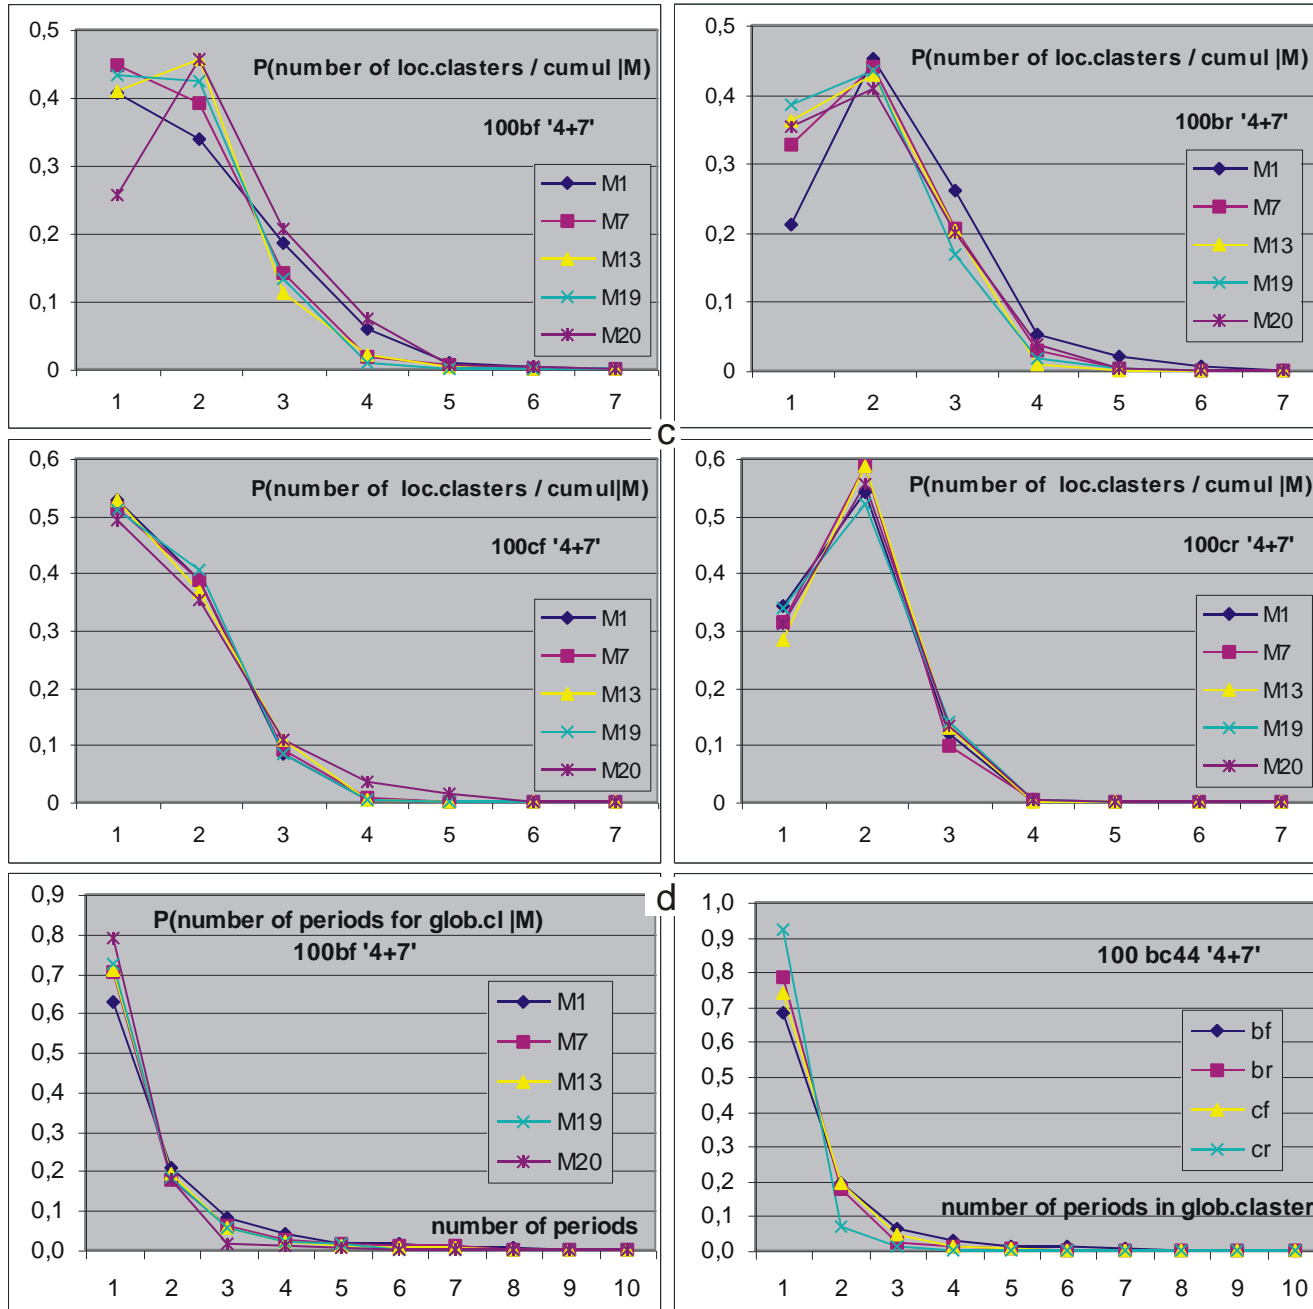 0,5
0,4
0,3
0,2
0,1
0
P(number of loc.clasters / cumul |M)
100bf '4+7'
M1
M7
M13
M19
M20
1 2 3 4 5 6 7
0,5
0,4
0,3
0,2
0,1
0
P(number of loc.clasters / cumul |M)
100br '4+7'
M1
M7
M13
M19
M20
1 2 3 4 5 6 7
c
0,6
0,5
0,4
0,3
0,2
0,1
0
P(number of loc.clasters / cumul|M)
100cf '4+7'
M1
M7
M13
M19
M20
1 2 3 4 5 6 7
0,6
0,5
0,4
0,3
0,2
0,1
0
P(number of loc.clasters / cumul |M)
100cr '4+7'
M1
M7
M13
M19
M20
1 2 3 4 5 6 7
d
0,9
0,8
0,7
0,6
0,5
0,4
0,3
0,2
0,1
0,0
P(number of periods for glob.cl |M)
100bf '4+7'
M1
M7
M13
M19
M20
number of periods
1 2 3 4 5 6 7 8 9 10
1,0
0,9
0,8
0,7
0,6
0,5
0,4
0,3
0,2
0,1
0,0
100 bc44 '4+7'
bf
br
cf
cr
number of periods in glob.claster
1 2 3 4 5 6 7 8 9 10